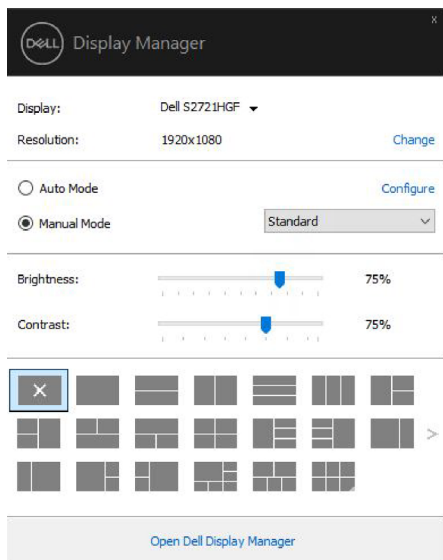 DELL Display Manager
x
Display: Dell S2721HGF
Resolution: 1920x1080 Change
Auto Mode Configure
Manual Mode Standard
Brightness: 75%
Contrast: 75%
Open Dell Display Manager